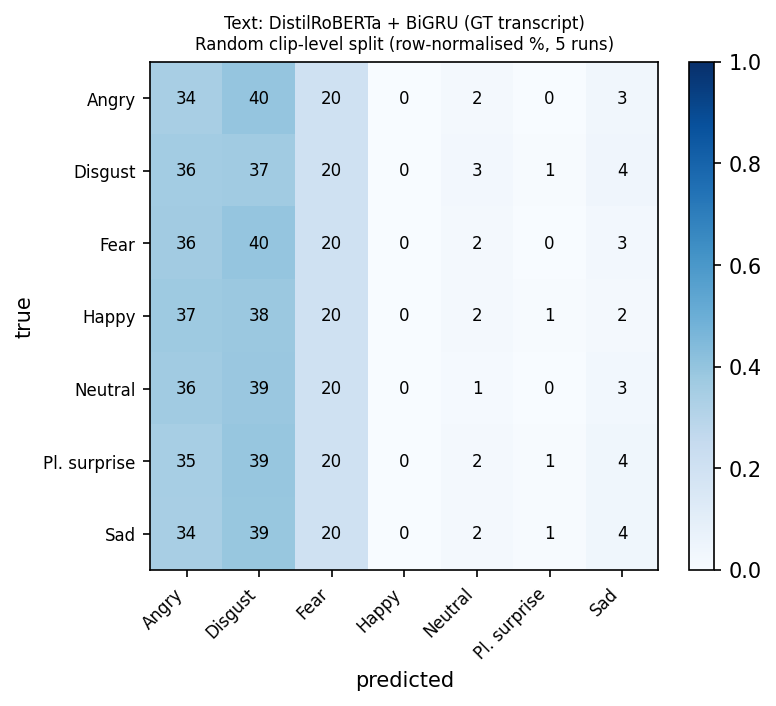 Text: DistilRoBERTa + BiGRU (GT transcript)
Random clip-level split (row-normalised %, 5 runs)
Angry 34 40 20 0 2 0 3
Disgust 36 37 20 0 3 1 4
Fear 36 40 20 0 2 0 3
Happy 37 38 20 0 2 1 2
Neutral 36 39 20 0 1 0 3
Pl. surprise 35 39 20 0 2 1 4
Sad 34 39 20 0 2 1 4
true
Angry Disgust Fear Happy Neutral Pl. surprise Sad
predicted
1.0
0.8
0.6
0.4
0.2
0.0